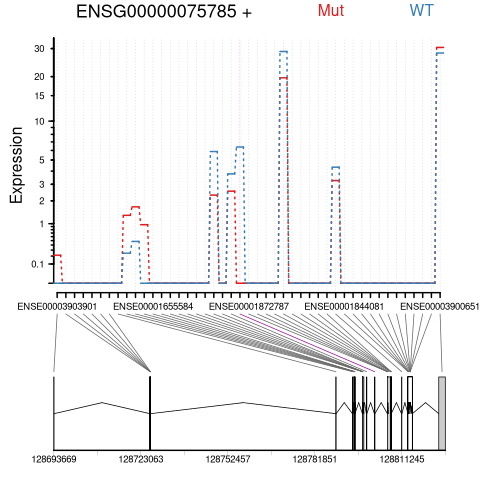 ENSG00000075785 + Mut WT
Expression
30
20
15
10
5
3
2
1
0.1
ENSE00003903901 ENSE00001655584 ENSE00001872787 ENSE00001844081 ENSE00003900651
128693669 128723063 128752457 128781851 128811245